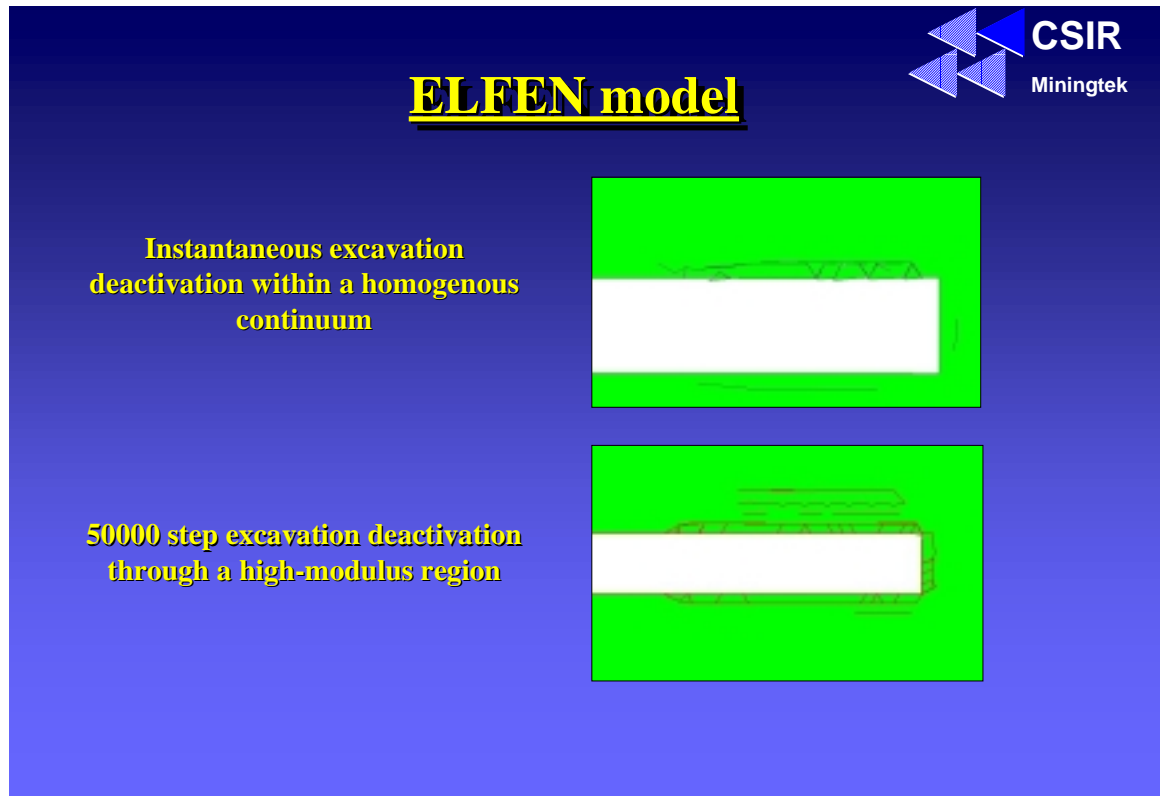 CSIR
Miningtek
ELFEN model
Instantaneous excavation
deactivation within a homogenous
continuum
50000 step excavation deactivation
through a high-modulus region